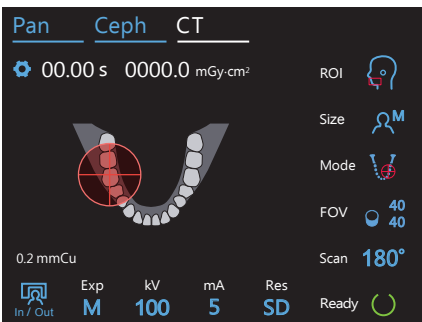 Pan Ceph CT
00.00 s 0000.0 mGy·cm²
ROI
Size M
Mode
FOV 40
40
0.2 mmCu
Scan 180°
Exp kV mA Res
In / Out M 100 5 SD
Ready